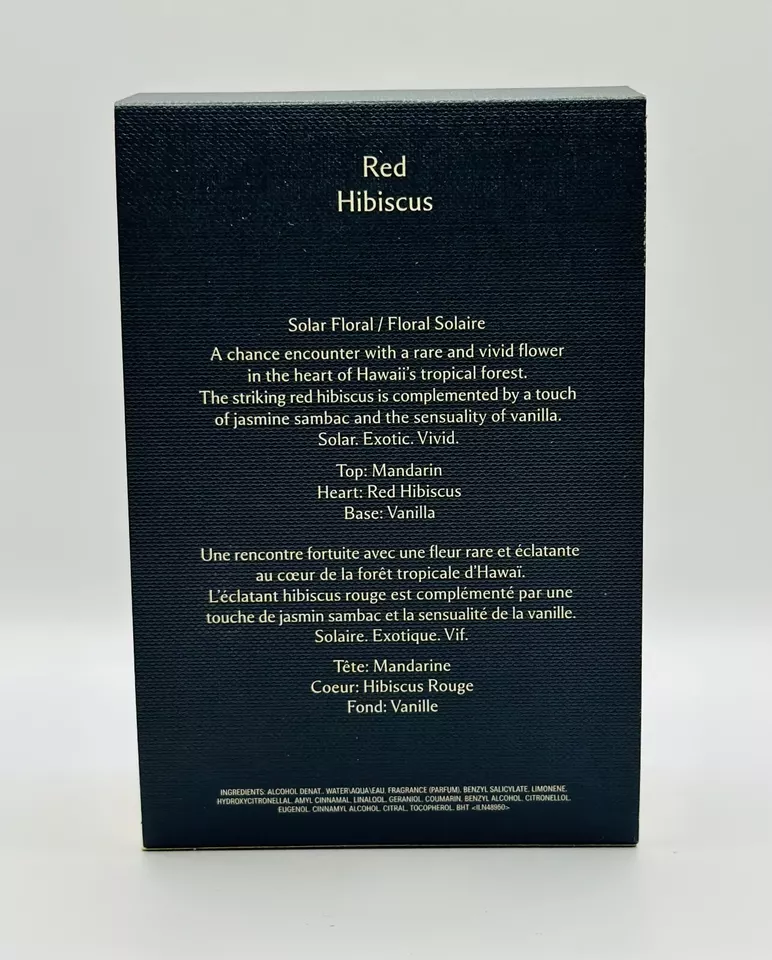 Red
Hibiscus
Solar Floral / Floral Solaire
A chance encounter with a rare and vivid flower
in the heart of Hawaii's tropical forest.
The striking red hibiscus is complemented by a touch
of jasmine sambac and the sensuality of vanilla.
Solar. Exotic. Vivid.
Top: Mandarin
Heart: Red Hibiscus
Base: Vanilla
Une rencontre fortuite avec une fleur rare et éclatante
au cœur de la forêt tropicale d'Hawaï.
L'éclatant hibiscus rouge est complémenté par une
touche de jasmin sambac et la sensualité de la vanille.
Solaire. Exotique. Vif.
Tête: Mandarine
Coeur: Hibiscus Rouge
Fond: Vanille
INGREDIENTS: ALCOHOL DENAT., WATER\AQUA\EAU, FRAGRANCE (PARFUM), BENZYL SALICYLATE, LIMONENE,
HYDROXYCITRONELLAL, AMYL CINNAMAL, LINALOOL, GERANIOL, COUMARIN, BENZYL ALCOHOL, CITRONELLOL,
EUGENOL, CINNAMYL ALCOHOL, CITRAL, TOCOPHEROL, BHT <ILN48950>